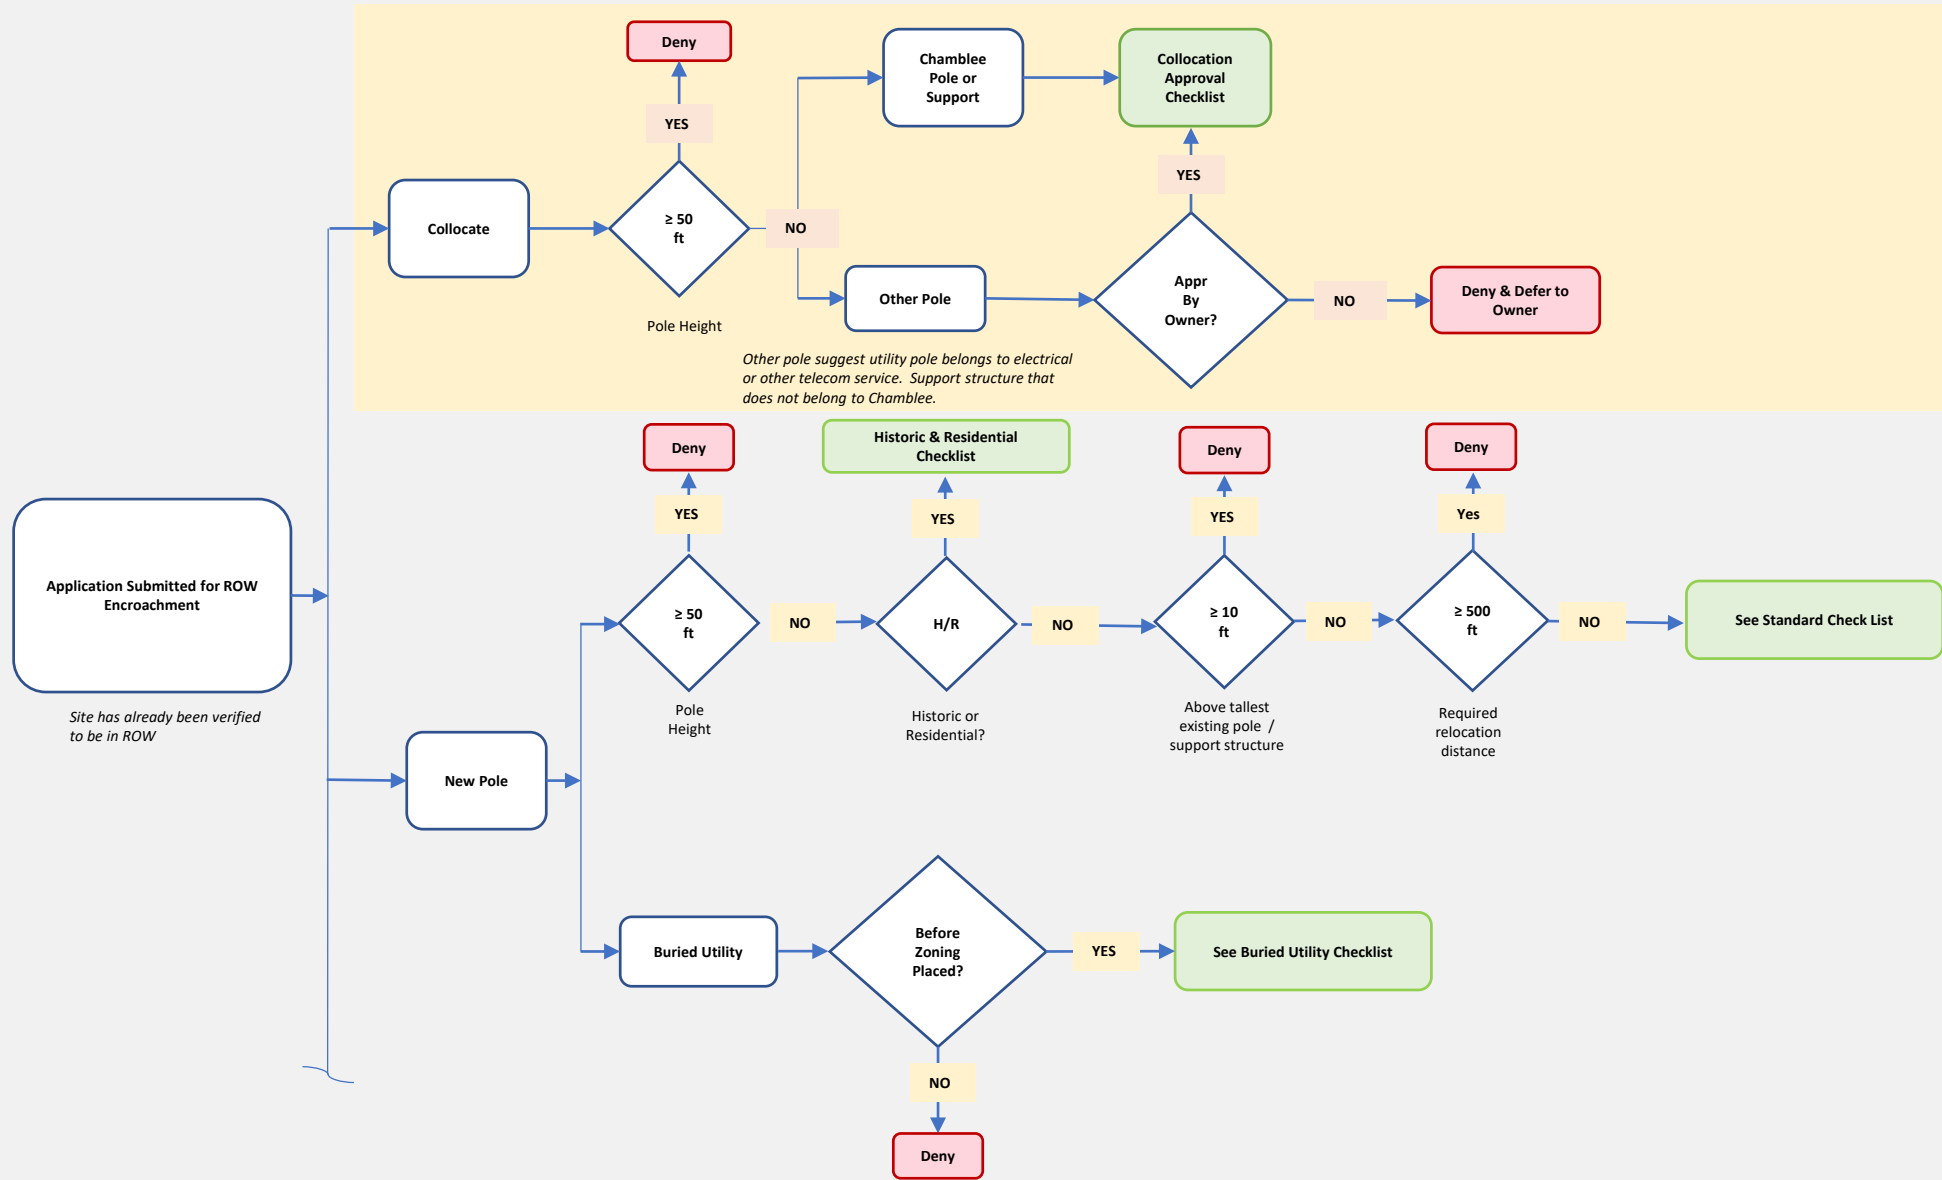 Deny
YES
Chamblee
Pole or
Support
Collocation
Approval
Checklist
Collocate
≥ 50
ft
NO
Pole Height
Other Pole
YES
Appr
By
Owner?
NO
Deny & Defer to
Owner
Other pole suggest utility pole belongs to electrical
or other telecom service.  Support structure that
does not belong to Chamblee.
Application Submitted for ROW
Encroachment
Site has already been verified
to be in ROW
New Pole
Deny
YES
≥ 50
ft
Pole
Height
NO
Historic & Residential
Checklist
YES
H/R
Historic or
Residential?
NO
Deny
YES
≥ 10
ft
Above tallest
existing pole  /
support structure
NO
Deny
Yes
≥ 500
ft
Required
relocation
distance
NO
See Standard Check List
Buried Utility
Before
Zoning
Placed?
YES
See Buried Utility Checklist
NO
Deny